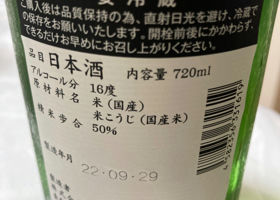 要冷蔵
ご購入後は品質保持の為、直射日光を避け、冷蔵で
の保存をお願いいたします。開栓前後にかかわらず、
できるだけお早めにお召し上がりください。
品目 日本酒 内容量 720ml
アルコール分 16度
原材料名 米(国産)
米こうじ(国産米)
精米歩合 50%
製造年月 22.09.29
製造者